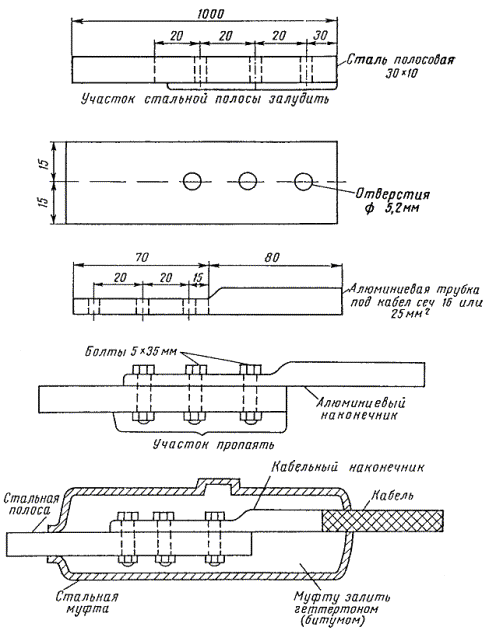 1000
20
20
20
30
Сталь полосовая
30×10
Участок стальной полосы залудить
15
15
Отверстия
ф 5,2мм
70
80
20
20
15
Алюминиевая трубка
под кабел сеч 16 или
25мм²
Болты 5×35мм
Алюминиевый
наконечник
Участок пропаять
Кабельный наконечник
Стальная
полоса
Кабель
Стальная
муфта
Муфту залить
геттертоном
(битумом)